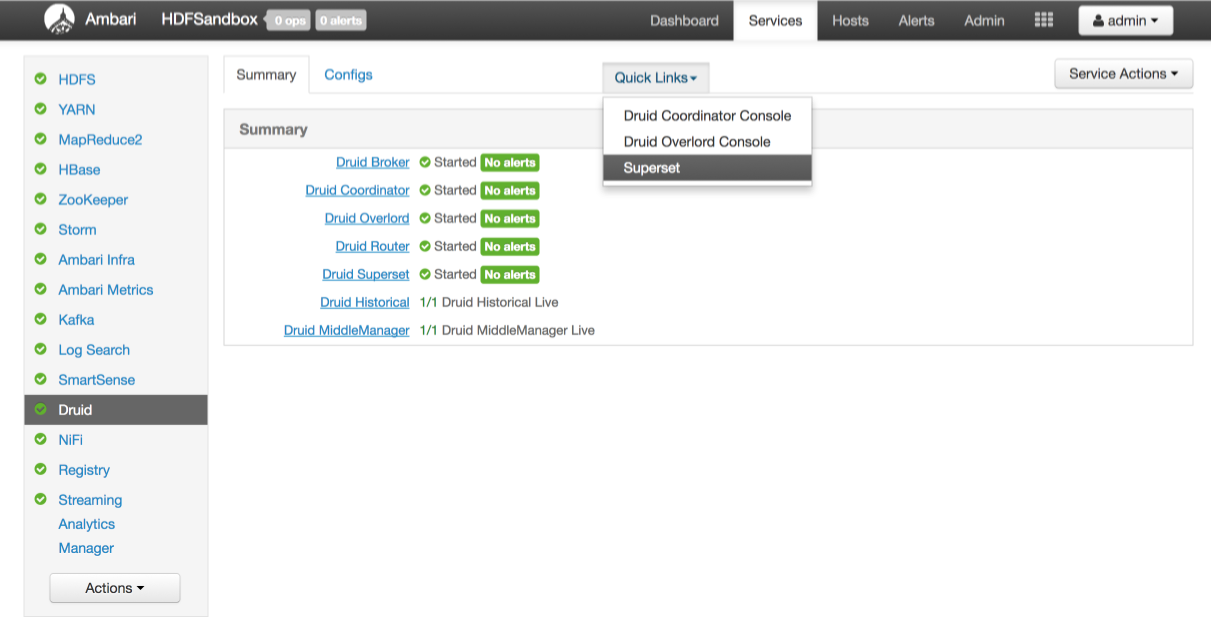 Ambari HDFSandbox 0 ops 0 alerts Dashboard Services Hosts Alerts Admin admin
HDFS
YARN
MapReduce2
HBase
ZooKeeper
Storm
Ambari Infra
Ambari Metrics
Kafka
Log Search
SmartSense
Druid
NiFi
Registry
Streaming
Analytics
Manager
Actions
Summary Configs Quick Links Service Actions
Druid Coordinator Console
Druid Overlord Console
Superset
Summary
Druid Broker Started No alerts
Druid Coordinator Started No alerts
Druid Overlord Started No alerts
Druid Router Started No alerts
Druid Superset Started No alerts
Druid Historical 1/1 Druid Historical Live
Druid MiddleManager 1/1 Druid MiddleManager Live